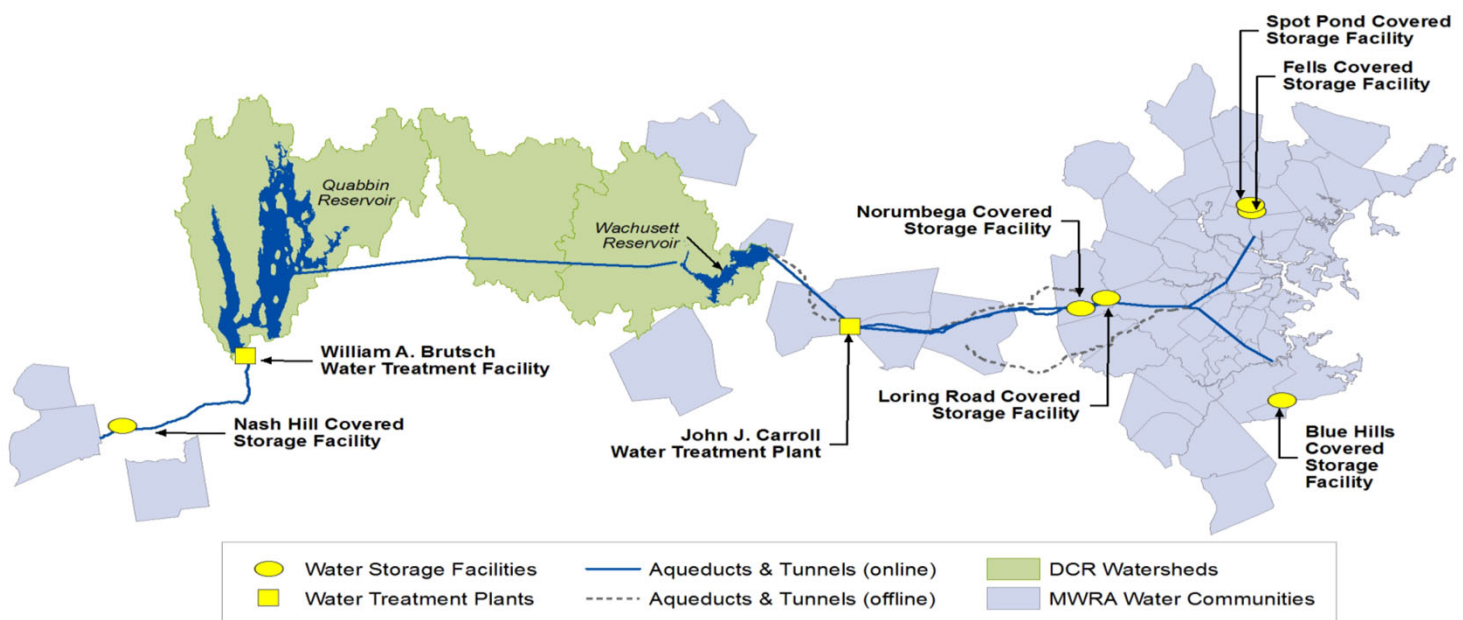 Spot Pond Covered
Storage Facility
Fells Covered
Storage Facility
Quabbin
Reservoir
Wachusett
Reservoir
Norumbega Covered
Storage Facility
William A. Brutsch
Water Treatment Facility
Nash Hill Covered
Storage Facility
John J. Carroll
Water Treatment Plant
Loring Road Covered
Storage Facility
Blue Hills
Covered
Storage
Facility
Water Storage Facilities
Aqueducts & Tunnels (online)
DCR Watersheds
Water Treatment Plants
Aqueducts & Tunnels (offline)
MWRA Water Communities